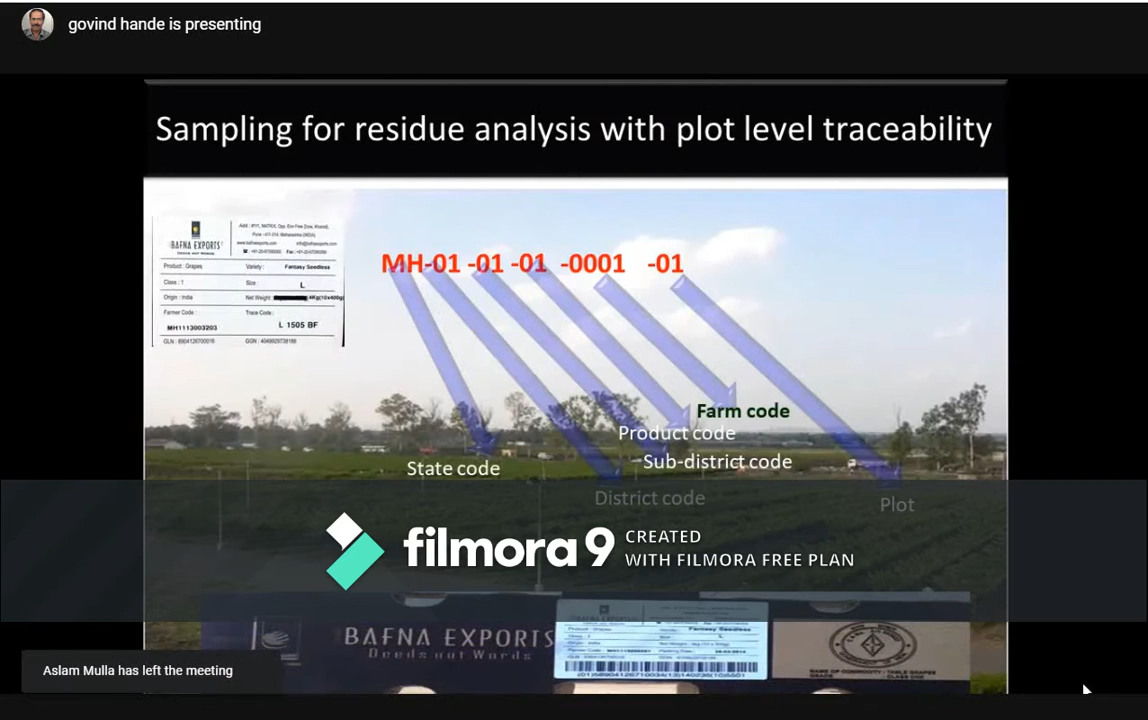 govind hande is presenting
Sampling for residue analysis with plot level traceability
BAFNA EXPORTS
Product : Grapes
Variety : Fantasy Seedless
Class : 1
Size : L
Origin : India
Net Weight :
Farmer Code : MH1113003203
Trace Code : L 1505 BF
MH-01 -01 -01 -0001 -01
Farm code
Product code
Sub-district code
State code
District code
Plot
filmora 9 CREATED
WITH FILMORA FREE PLAN
BAFNA EXPORTS
Deeds not Words
Fantasy Seedless
Aslam Mulla has left the meeting